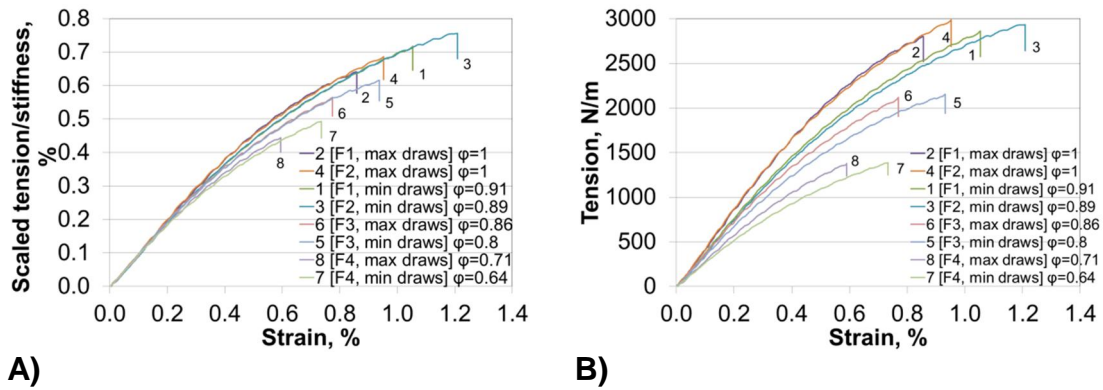 Scaled tension/stiffness,
%
0.8
0.7
0.6
0.5
0.4
0.3
0.2
0.1
0.0
0.0 0.2 0.4 0.6 0.8 1.0 1.2 1.4
Strain, %
2
4
1
3
5
6
7
8
2 [F1, max draws] φ=1
4 [F2, max draws] φ=1
1 [F1, min draws] φ=0.91
3 [F2, min draws] φ=0.89
6 [F3, max draws] φ=0.86
5 [F3, min draws] φ=0.8
8 [F4, max draws] φ=0.71
7 [F4, min draws] φ=0.64
A)
Tension, N/m
3000
2500
2000
1500
1000
500
0
0.0 0.2 0.4 0.6 0.8 1.0 1.2 1.4
Strain, %
2
4
1
3
6
5
8
7
2 [F1, max draws] φ=1
4 [F2, max draws] φ=1
1 [F1, min draws] φ=0.91
3 [F2, min draws] φ=0.89
6 [F3, max draws] φ=0.86
5 [F3, min draws] φ=0.8
8 [F4, max draws] φ=0.71
7 [F4, min draws] φ=0.64
B)